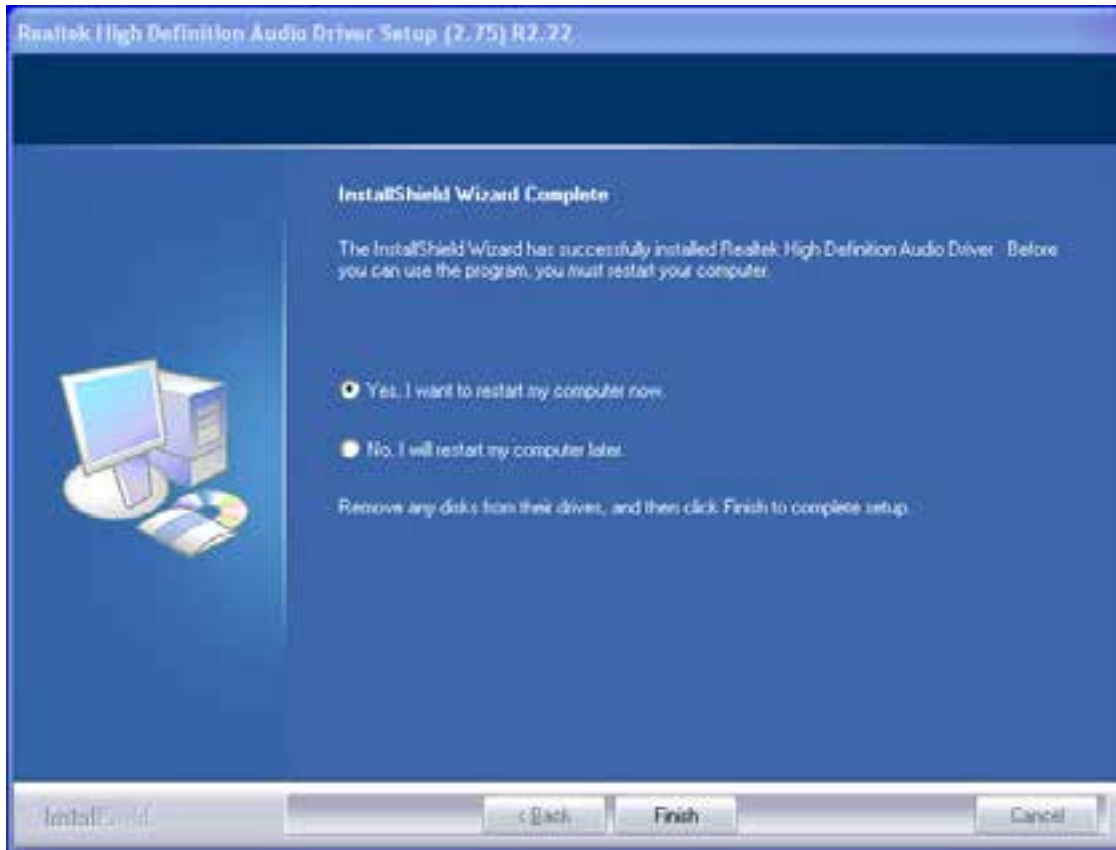 Realtek High Definition Audio Driver Setup (2.75) R2.22
InstallShield Wizard Complete
The InstallShield Wizard has successfully installed Realtek High Definition Audio Driver. Before
you can use the program, you must restart your computer.
Yes, I want to restart my computer now.
No, I will restart my computer later.
Remove any disks from their drives, and then click Finish to complete setup.
InstallShield
< Back
Finish
Cancel